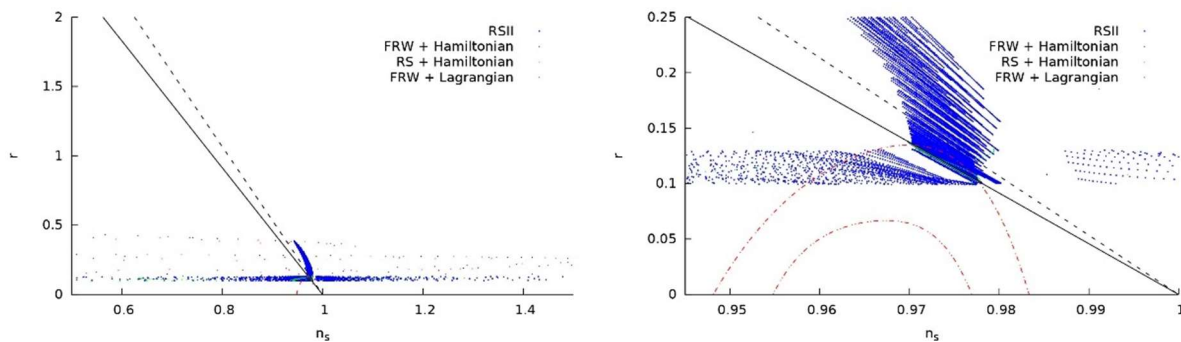 2
1.5
1
0.5
0
r
0.6
0.8
1
1.2
1.4
n_s
RSII
FRW + Hamiltonian
RS + Hamiltonian
FRW + Lagrangian
0.25
0.2
0.15
0.1
0.05
0
r
0.95
0.96
0.97
0.98
0.99
1
n_s
RSII
FRW + Hamiltonian
RS + Hamiltonian
FRW + Lagrangian